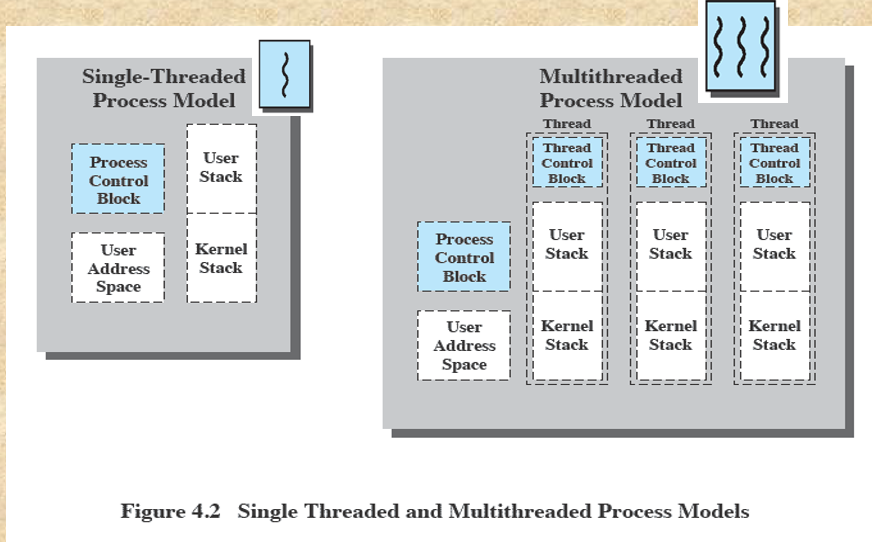 Single-Threaded
Process Model
Process
Control
Block
User
Address
Space
User
Stack
Kernel
Stack
Multithreaded
Process Model
Process
Control
Block
User
Address
Space
Thread
Thread
Control
Block
User
Stack
Kernel
Stack
Thread
Thread
Control
Block
User
Stack
Kernel
Stack
Thread
Thread
Control
Block
User
Stack
Kernel
Stack
Figure 4.2 Single Threaded and Multithreaded Process Models